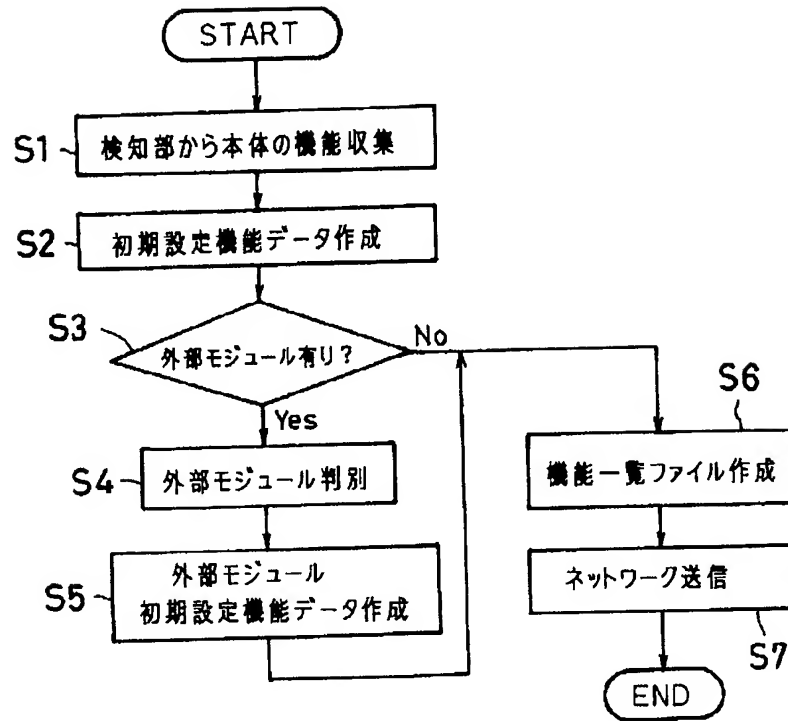 START
S1
検知部から本体の機能収集
S2
初期設定機能データ作成
S3
外部モジュール有り?
No
Yes
S4
外部モジュール判別
S5
外部モジュール
初期設定機能データ作成
S6
機能一覧ファイル作成
ネットワーク送信
S7
END